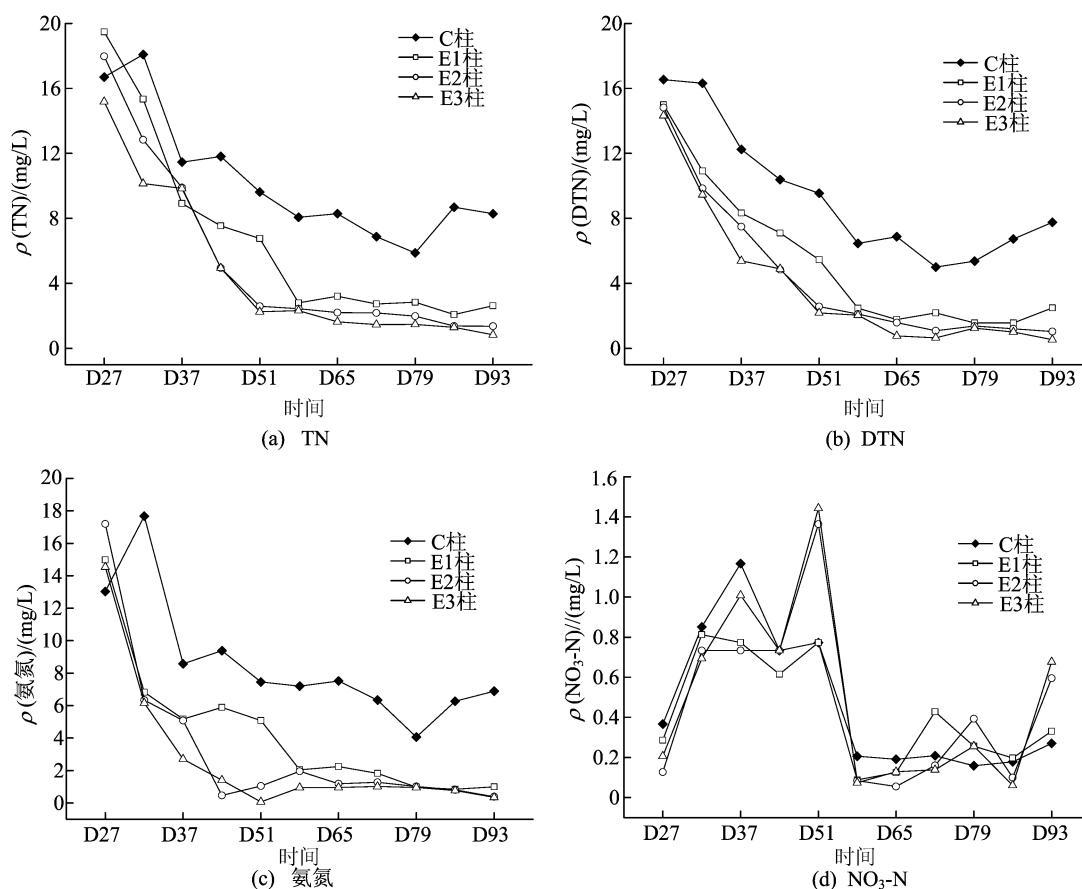 20
16
12
8
4
0
ρ(TN)/(mg/L)
C柱
E1柱
E2柱
E3柱
D27
D37
D51
D65
D79
D93
时间
(a) TN
20
16
12
8
4
0
ρ(DTN)/(mg/L)
C柱
E1柱
E2柱
E3柱
D27
D37
D51
D65
D79
D93
时间
(b) DTN
20
18
16
14
12
10
8
6
4
2
0
ρ(氨氮)/(mg/L)
C柱
E1柱
E2柱
E3柱
D27
D37
D51
D65
D79
D93
时间
(c) 氨氮
1.6
1.4
1.2
1.0
0.8
0.6
0.4
0.2
0
ρ(NO₃-N)//(mg/L)
C柱
E1柱
E2柱
E3柱
D27
D37
D51
D65
D79
D93
时间
(d) NO₃-N